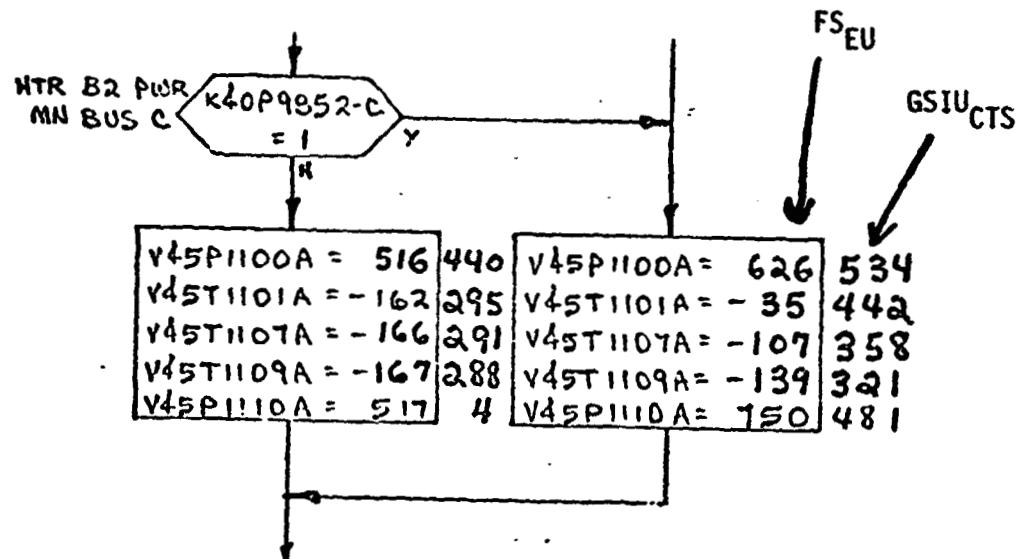 FS EU
GSIU CTS
HTR B2 PWR
MN BUS C
K40P9352-C
= 1
Y
N
V45P1100A = 516 440
V45T1101A = -162 295
V45T1107A = -166 291
V45T1109A = -167 288
V45P1110A = 517 4
V45P1100A = 626 534
V45T1101A = -35 442
V45T1107A = -107 358
V45T1109A = -139 321
V45P1110A = 750 481